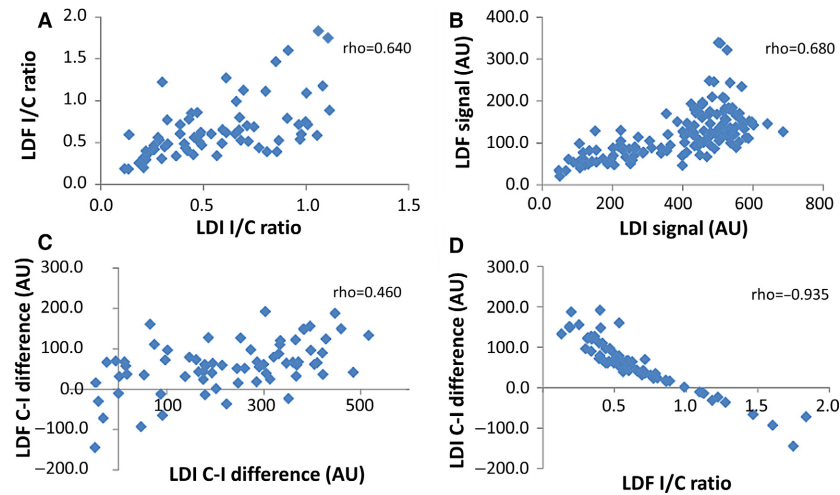 A
2.0
1.5
1.0
0.5
0.0
LDF I/C ratio
rho=0.640
0.0 0.5 1.0 1.5
LDI I/C ratio
B
400.0
300.0
200.0
100.0
0.0
LDF signal (AU)
rho=0.680
0.0 200 400 600 800
LDI signal (AU)
C
300.0
200.0
100.0
0.0
−100.0
−200.0
LDF C-I difference (AU)
rho=0.460
100 300 500
LDI C-I difference (AU)
D
300.0
200.0
100.0
0.0
−100.0
−200.0
LDI C-I difference (AU)
rho=−0.935
0.5 1.0 1.5 2.0
LDF I/C ratio